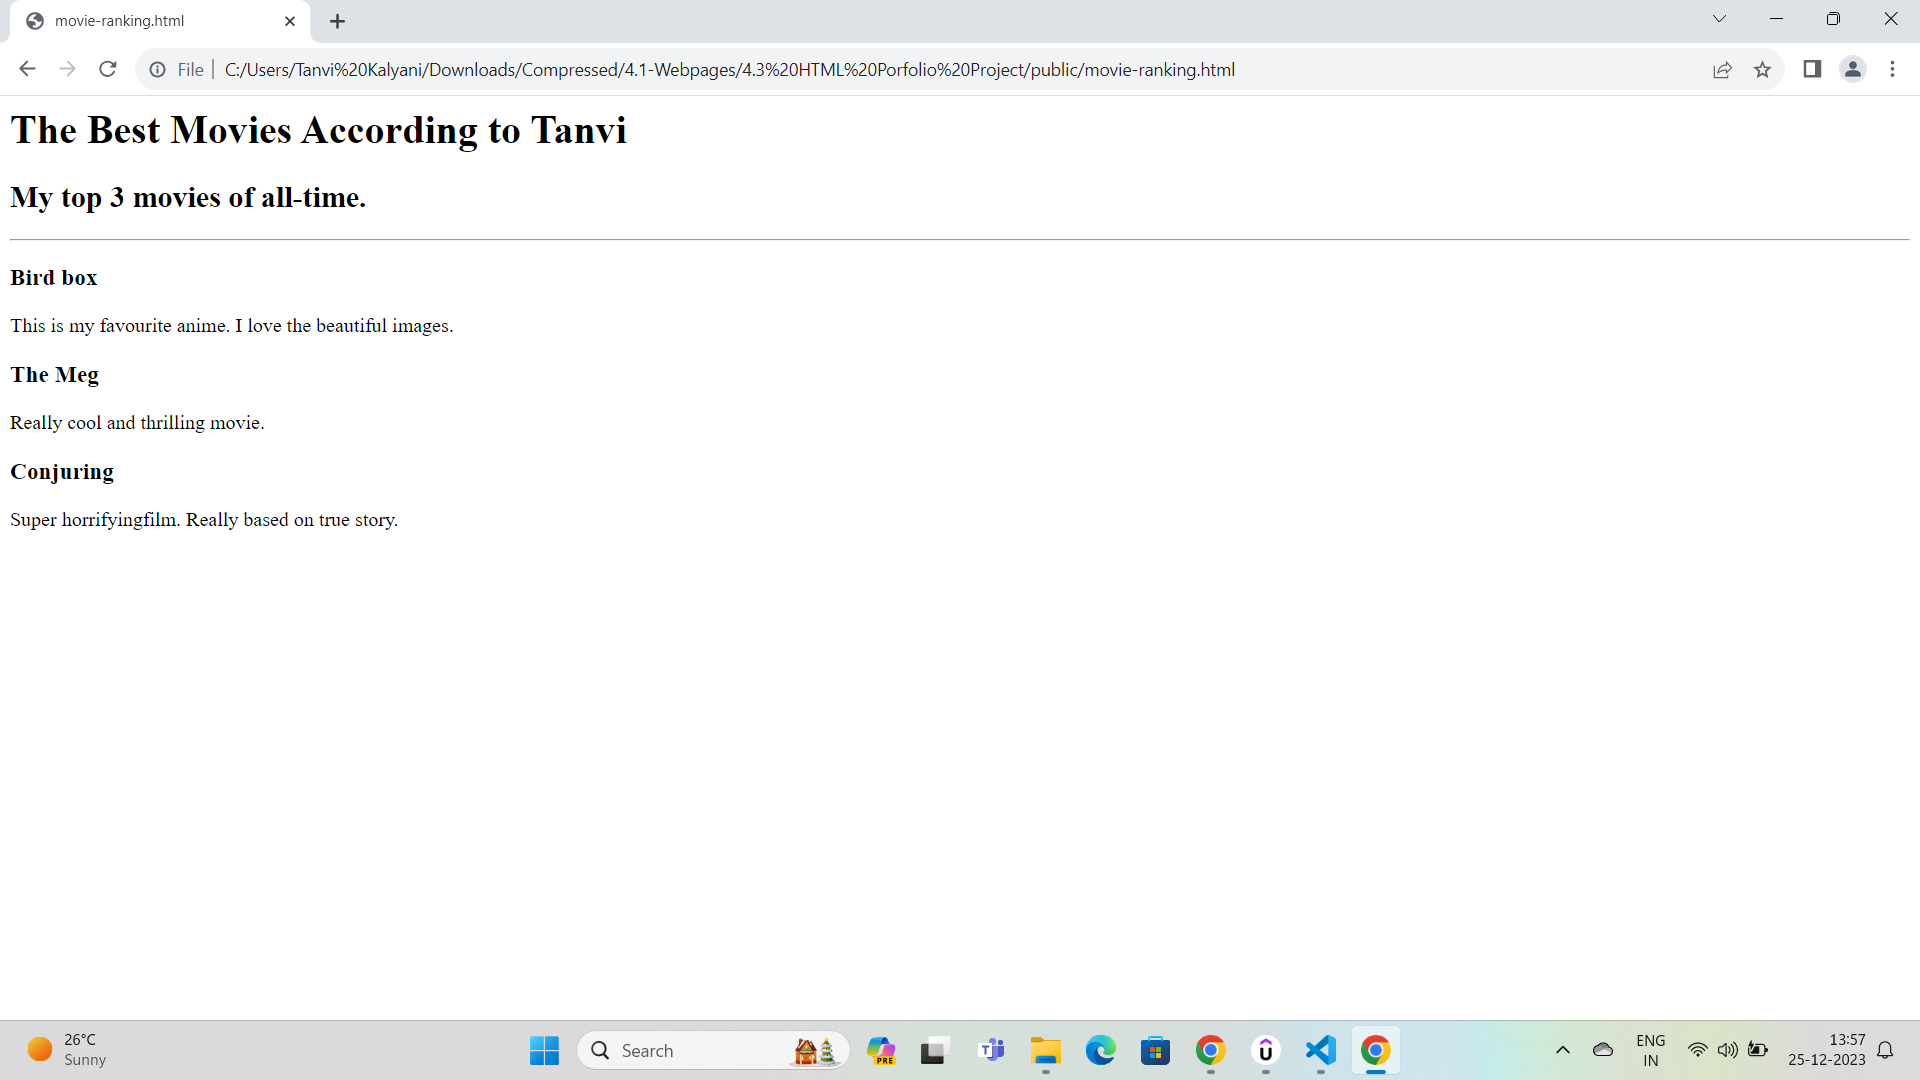 movie-ranking.html
File
C:/Users/Tanvi%20Kalyani/Downloads/Compressed/4.1-Webpages/4.3%20HTML%20Porfolio%20Project/public/movie-ranking.html
The Best Movies According to Tanvi
My top 3 movies of all-time.
Bird box
This is my favourite anime. I love the beautiful images.
The Meg
Really cool and thrilling movie.
Conjuring
Super horrifyingfilm. Really based on true story.
26°C
Sunny
Search
PRE
ENG
IN
13:57
25-12-2023